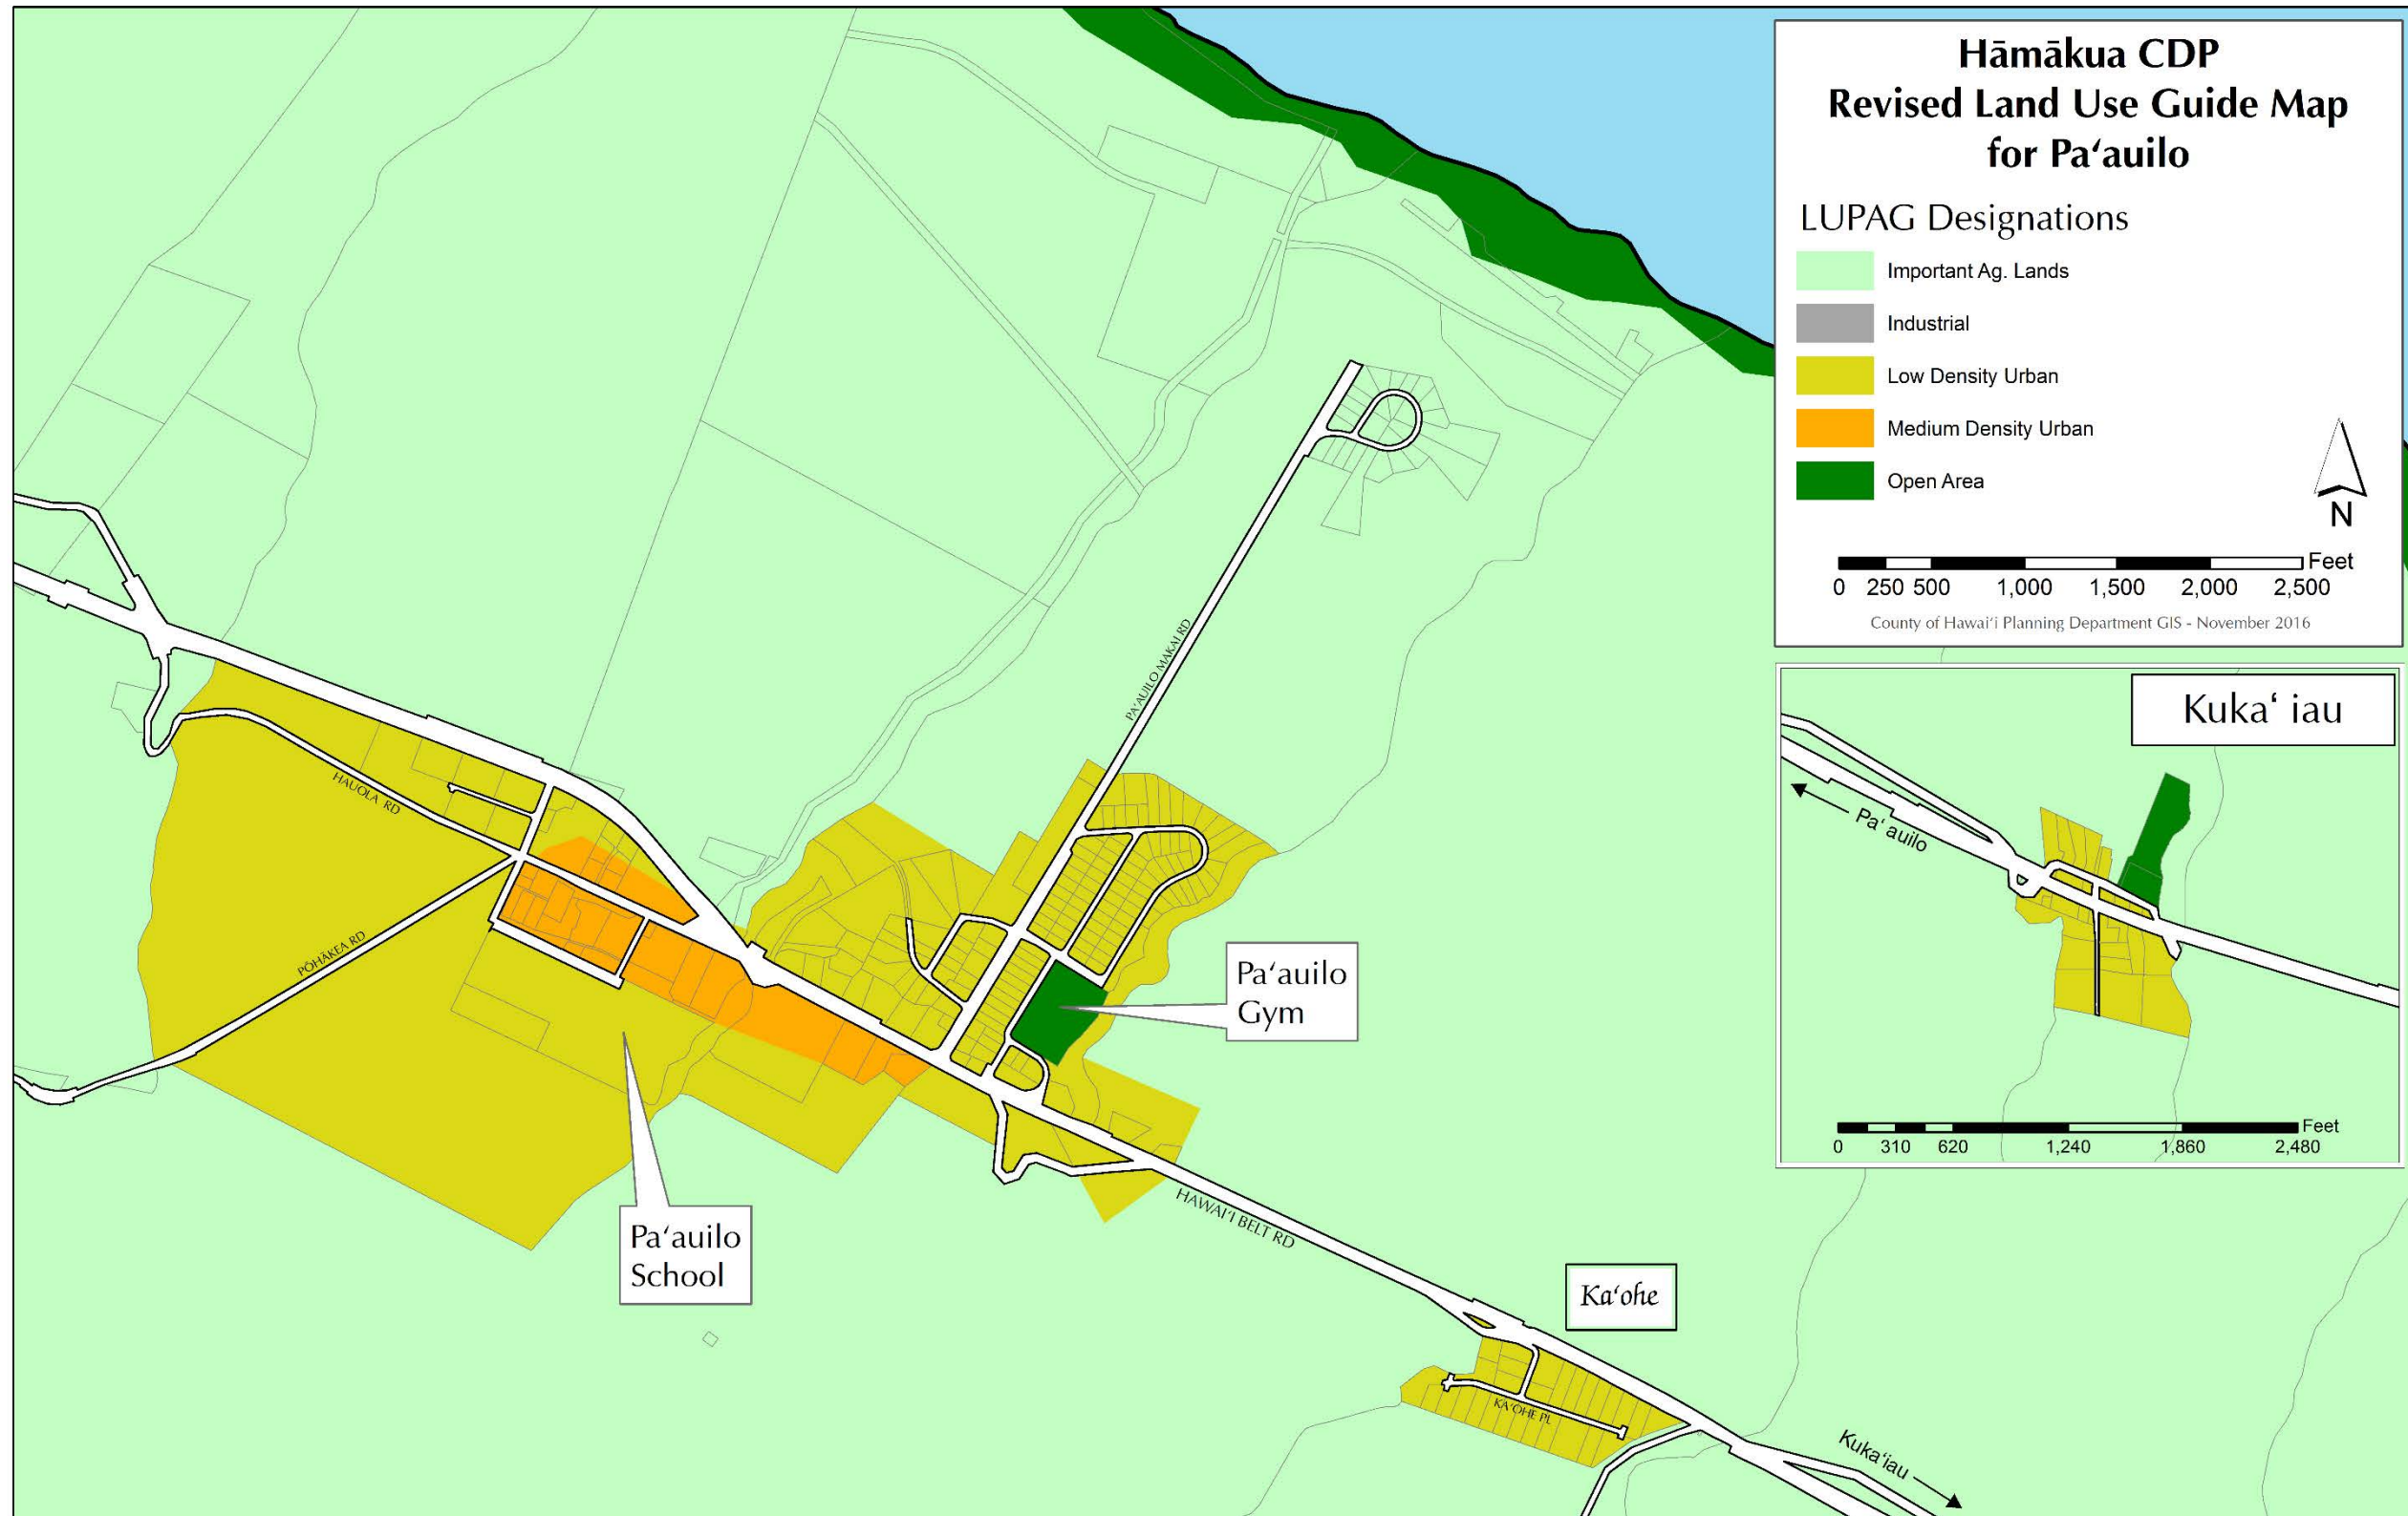 Hāmākua CDP
Revised Land Use Guide Map
for Pa‘auilo
LUPAG Designations
Important Ag. Lands
Industrial
Low Density Urban
Medium Density Urban
Open Area
N
Feet
0 250 500 1,000 1,500 2,000 2,500
County of Hawai‘i Planning Department GIS - November 2016
Kuka‘ iau
Pa‘ auilo
Feet
0 310 620 1,240 1,860 2,480
PA‘AUILO MAKAI RD
HAUOLA RD
PŌHĀKEA RD
Pa‘auilo
Gym
Pa‘auilo
School
HAWAI‘I BELT RD
Ka‘ohe
KA‘OHE PL
Kuka‘iau